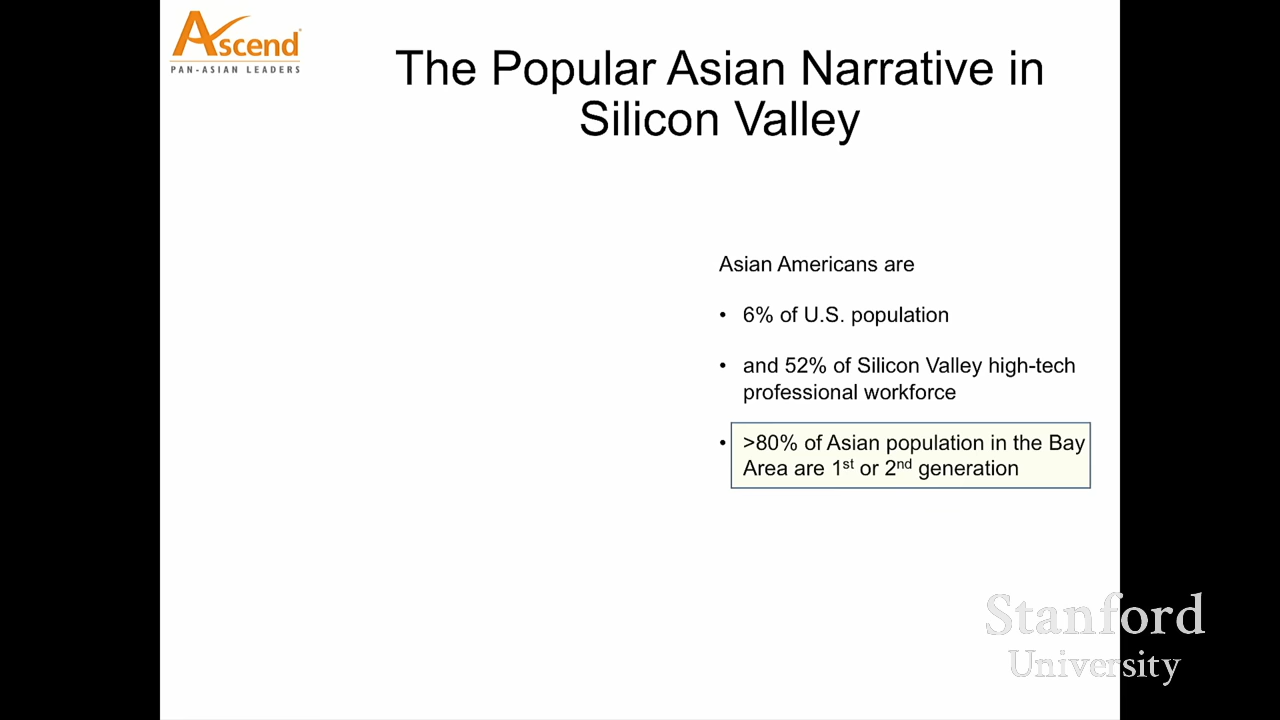 Ascend
PAN-ASIAN LEADERS
The Popular Asian Narrative in
Silicon Valley
Asian Americans are
• 6% of U.S. population
• and 52% of Silicon Valley high-tech
professional workforce
• >80% of Asian population in the Bay
Area are 1st or 2nd generation
Stanford
University